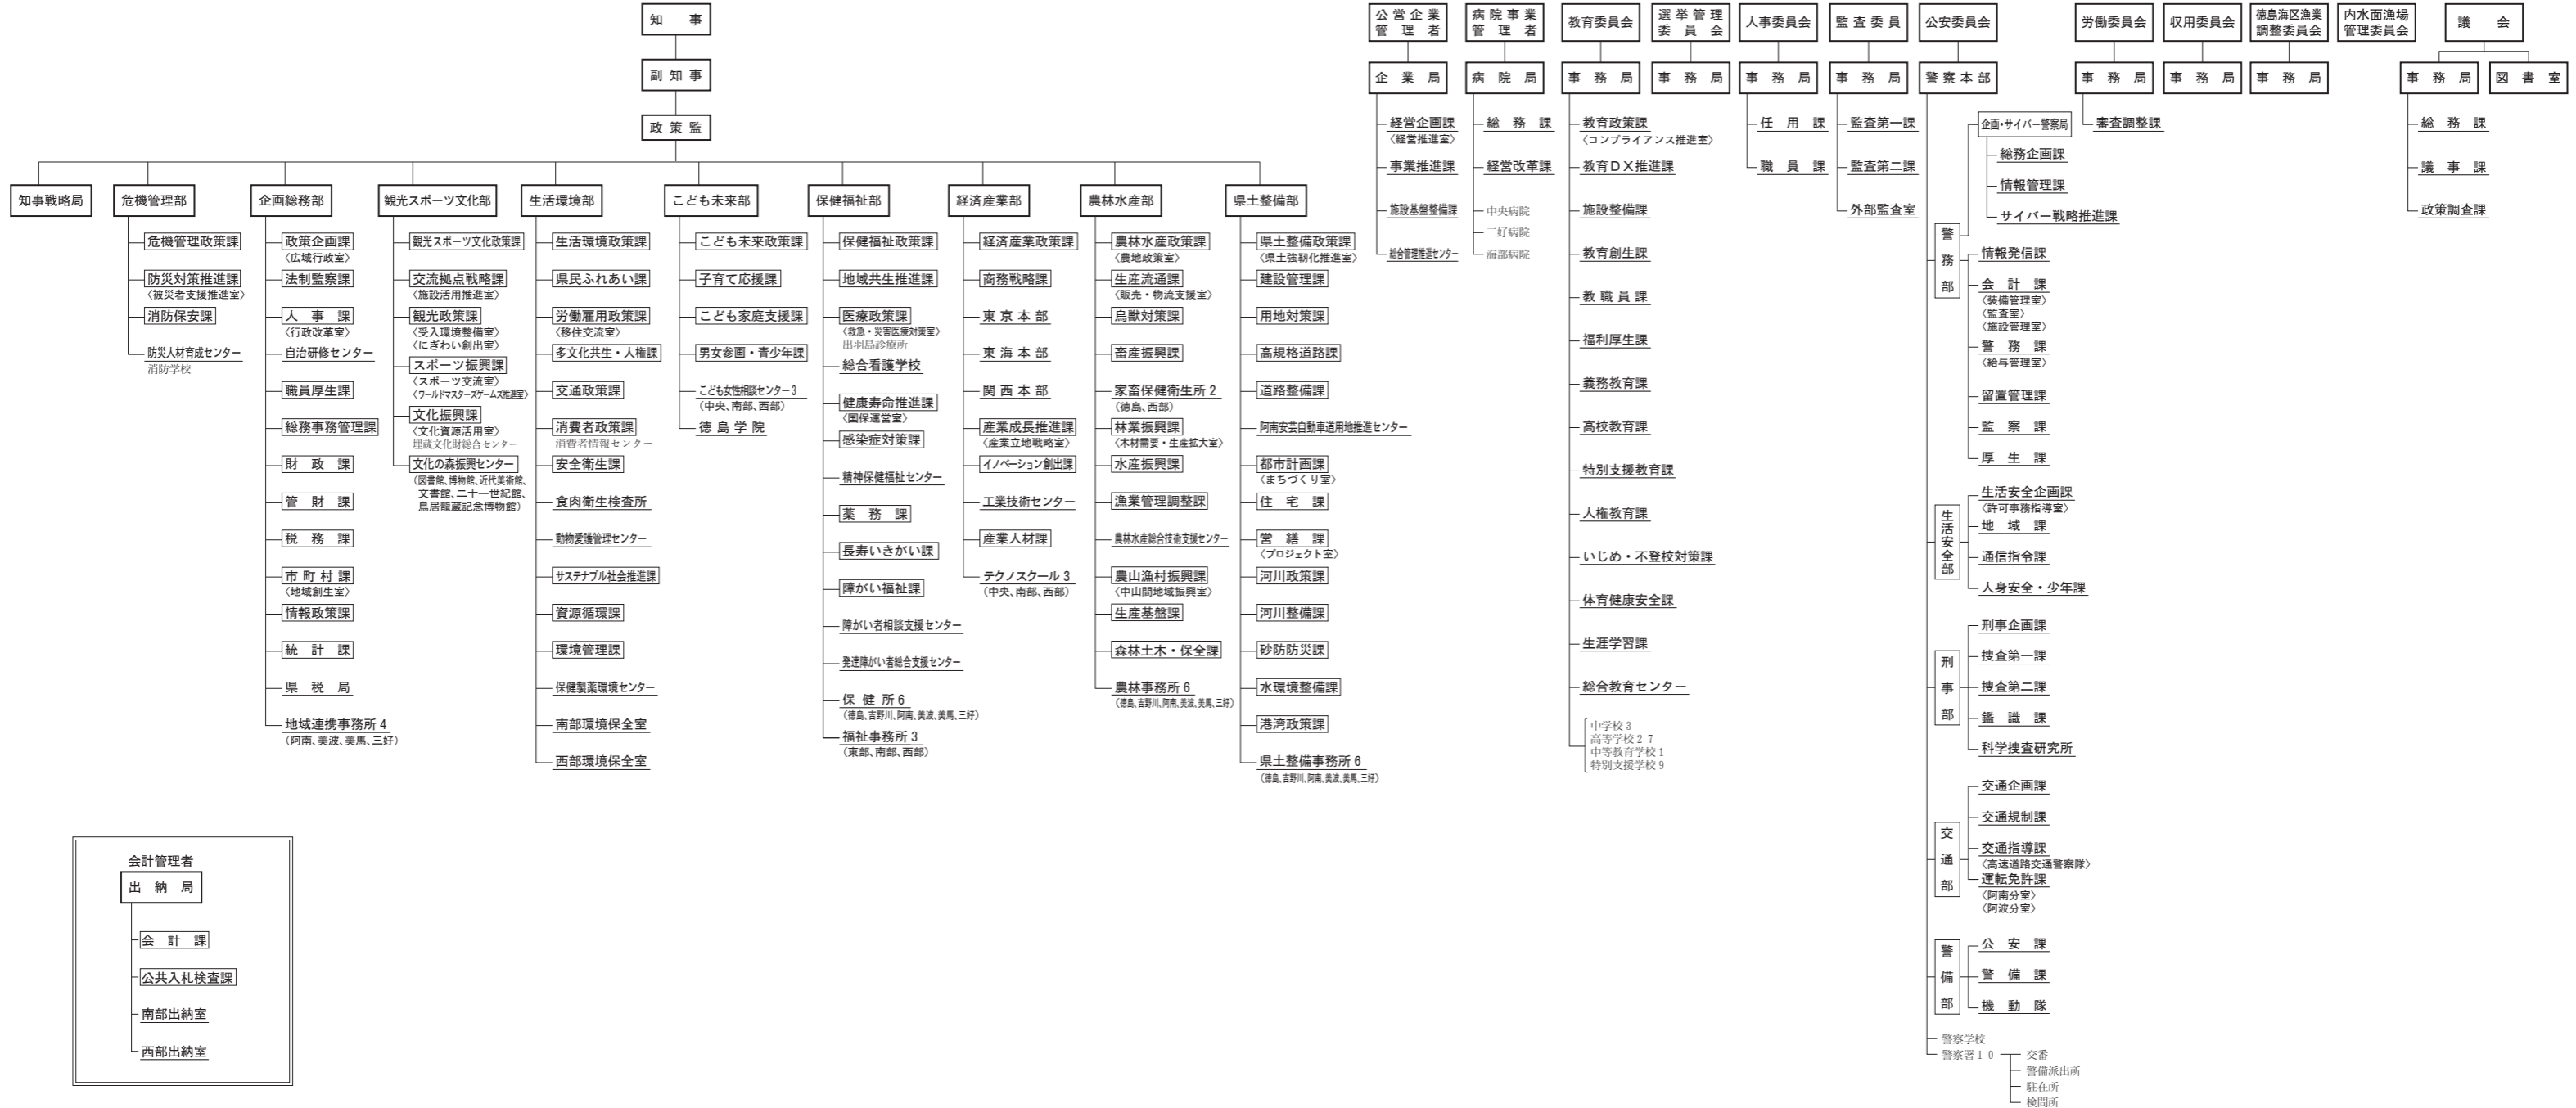 知事
副知事
政策監
知事戦略局
危機管理部
危機管理政策課
防災対策推進課
〈被災者支援推進室〉
消防保安課
防災人材育成センター
消防学校
企画総務部
政策企画課
〈広域行政室〉
法制監察課
人事課
〈行政改革室〉
自治研修センター
職員厚生課
総務事務管理課
財政課
管財課
税務課
市町村課
〈地域創生室〉
情報政策課
統計課
県税局
地域連携事務所4
（阿南、美波、美馬、三好）
観光スポーツ文化部
観光スポーツ文化政策課
交流拠点戦略課
〈施設活用推進室〉
観光政策課
〈受入環境整備室〉
〈にぎわい創出室〉
スポーツ振興課
〈スポーツ交流室〉
〈ワールドマスターズゲームズ推進室〉
文化振興課
〈文化資源活用室〉
埋蔵文化財総合センター
文化の森振興センター
（図書館、博物館、近代美術館、
文書館、二十一世紀館、
鳥居龍蔵記念博物館）
生活環境部
生活環境政策課
県民ふれあい課
労働雇用政策課
〈移住交流室〉
多文化共生・人権課
交通政策課
消費者政策課
消費者情報センター
安全衛生課
食肉衛生検査所
動物愛護管理センター
サステナブル社会推進課
資源循環課
環境管理課
保健製薬環境センター
南部環境保全室
西部環境保全室
こども未来部
こども未来政策課
子育て応援課
こども家庭支援課
男女参画・青少年課
こども女性相談センター3
（中央、南部、西部）
徳島学院
保健福祉部
保健福祉政策課
地域共生推進課
医療政策課
〈救急・災害医療対策室〉
出羽島診療所
総合看護学校
健康寿命推進課
〈国保運営室〉
感染症対策課
精神保健福祉センター
薬務課
長寿いきがい課
障がい福祉課
障がい者相談支援センター
発達障がい者総合支援センター
保健所6
（徳島、吉野川、阿南、美波、美馬、三好）
福祉事務所3
（東部、南部、西部）
経済産業部
経済産業政策課
商務戦略課
東京本部
東海本部
関西本部
産業成長推進課
〈産業立地戦略室〉
イノベーション創出課
工業技術センター
産業人材課
テクノスクール3
（中央、南部、西部）
農林水産部
農林水産政策課
〈農地政策室〉
生産流通課
〈販売・物流支援室〉
鳥獣対策課
畜産振興課
家畜保健衛生所2
（徳島、西部）
林業振興課
〈木材需要・生産拡大室〉
水産振興課
漁業管理調整課
農林水産総合技術支援センター
農山漁村振興課
〈中山間地域振興室〉
生産基盤課
森林土木・保全課
農林事務所6
（徳島、吉野川、阿南、美波、美馬、三好）
県土整備部
県土整備政策課
〈県土強靭化推進室〉
建設管理課
用地対策課
高規格道路課
道路整備課
阿南安芸自動車道用地推進センター
都市計画課
〈まちづくり室〉
住宅課
営繕課
〈プロジェクト室〉
河川政策課
河川整備課
砂防防災課
水環境整備課
港湾政策課
県土整備事務所6
（徳島、吉野川、阿南、美波、美馬、三好）
会計管理者
出納局
会計課
公共入札検査課
南部出納室
西部出納室
公営企業
管理者
企業局
経営企画課
〈経営推進室〉
事業推進課
施設基盤整備課
総合管理推進センター
病院事業
管理者
病院局
総務課
経営改革課
中央病院
三好病院
海部病院
教育委員会
事務局
教育政策課
〈コンプライアンス推進室〉
教育DX推進課
施設整備課
教育創生課
教職員課
福利厚生課
義務教育課
高校教育課
特別支援教育課
人権教育課
いじめ・不登校対策課
体育健康安全課
生涯学習課
総合教育センター
中学校3
高等学校27
中等教育学校1
特別支援学校9
選挙管理
委員会
事務局
人事委員会
事務局
任用課
職員課
監査委員
事務局
監査第一課
監査第二課
外部監査室
公安委員会
警察本部
警務部
企画・サイバー警察局
総務企画課
情報管理課
サイバー戦略推進課
情報発信課
会計課
〈装備管理室〉
〈監査室〉
〈施設管理室〉
警務課
〈給与管理室〉
留置管理課
監察課
厚生課
生活安全部
生活安全企画課
〈許可事務指導室〉
地域課
通信指令課
人身安全・少年課
刑事部
刑事企画課
捜査第一課
捜査第二課
鑑識課
科学捜査研究所
交通部
交通企画課
交通規制課
交通指導課
〈高速道路交通警察隊〉
運転免許課
〈阿南分室〉
〈阿波分室〉
警備部
公安課
警備課
機動隊
警察学校
警察署10
交番
警備派出所
駐在所
検問所
労働委員会
事務局
審査調整課
収用委員会
事務局
徳島海区漁業
調整委員会
事務局
内水面漁場
管理委員会
議会
事務局
総務課
議事課
政策調査課
図書室